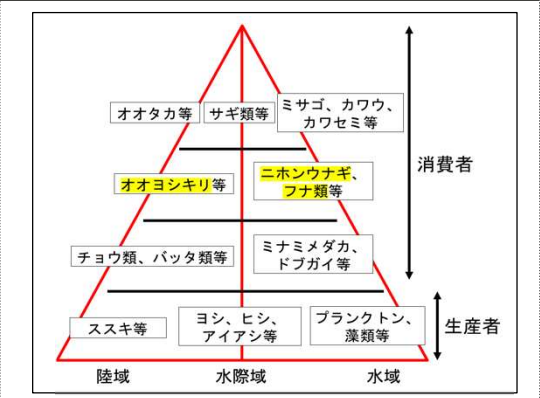 オオタカ等
サギ類等
ミサゴ、カワウ、
カワセミ等
消費者
オオヨシキリ等
ニホンウナギ、
フナ類等
チョウ類、バッタ類等
ミナミメダカ、
ドブガイ等
ススキ等
ヨシ、ヒシ、
アイアシ等
プランクトン、
藻類等
生産者
陸域
水際域
水域